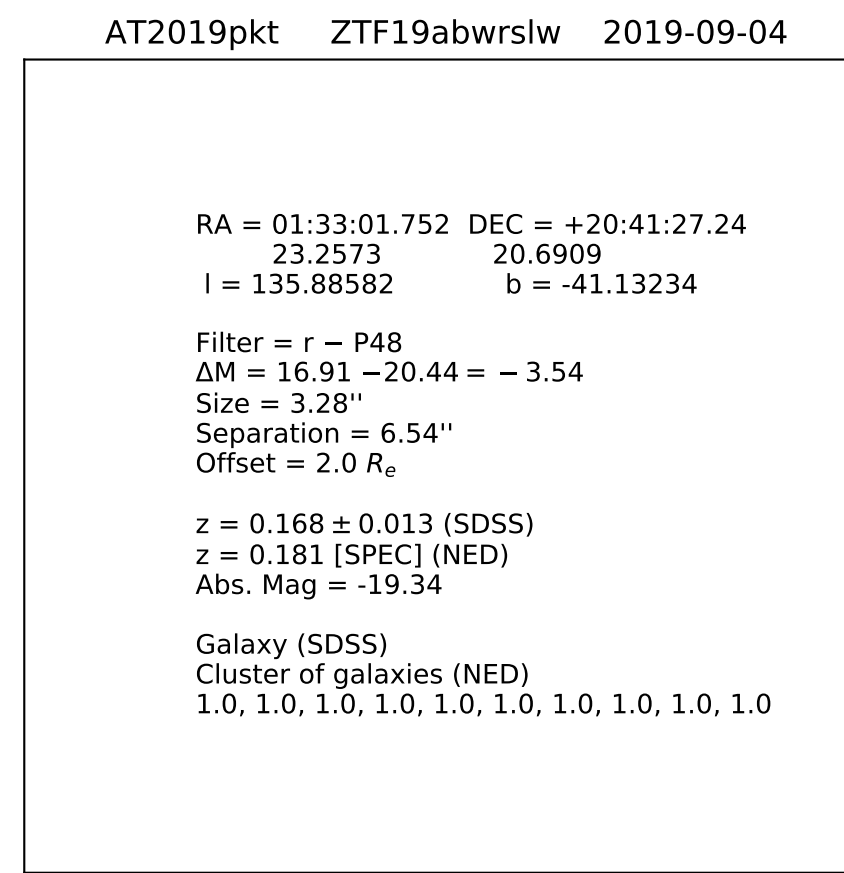 AT2019pkt ZTF19abwrslw 2019-09-04
RA = 01:33:01.752 DEC = +20:41:27.24
23.2573 20.6909
l = 135.88582 b = -41.13234
Filter = r − P48
ΔM = 16.91 −20.44 = − 3.54
Size = 3.28''
Separation = 6.54''
Offset = 2.0 Re
z = 0.168 ± 0.013 (SDSS)
z = 0.181 [SPEC] (NED)
Abs. Mag = -19.34
Galaxy (SDSS)
Cluster of galaxies (NED)
1.0, 1.0, 1.0, 1.0, 1.0, 1.0, 1.0, 1.0, 1.0, 1.0